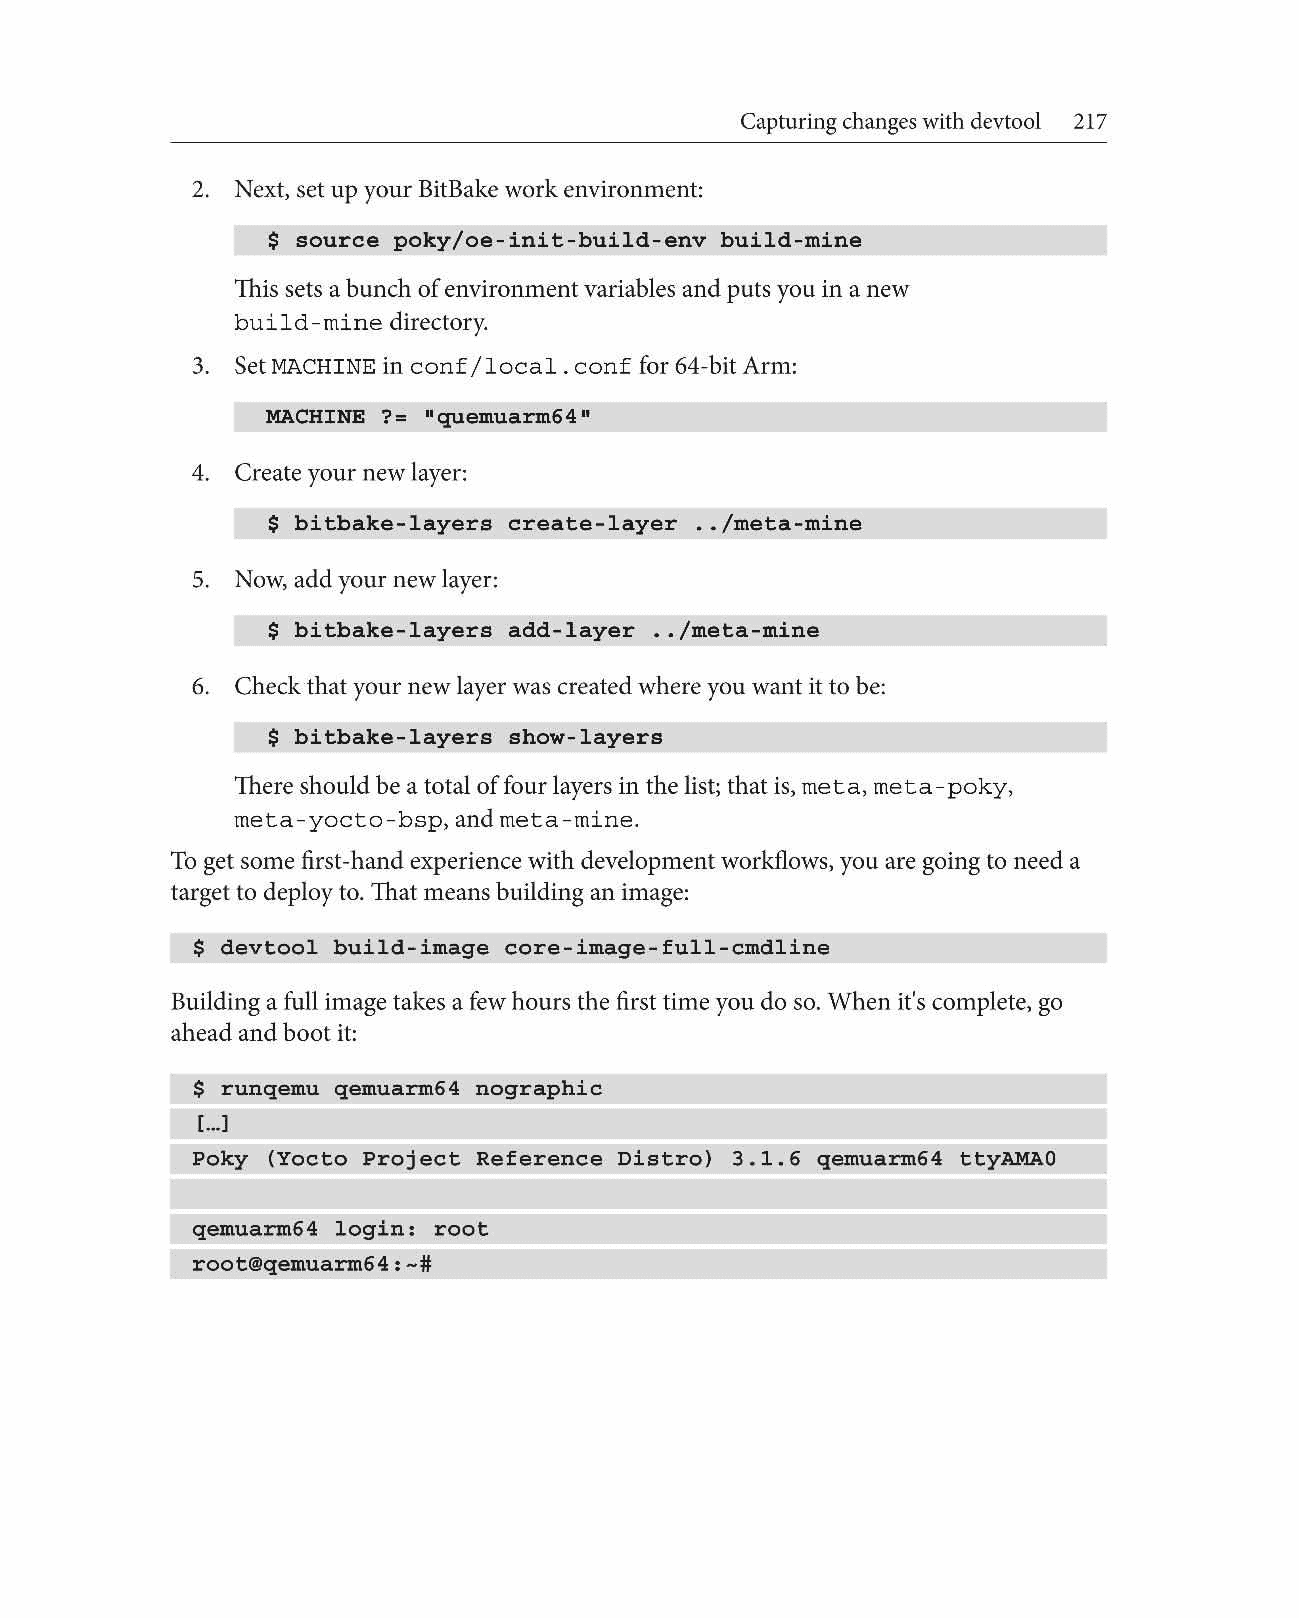 Capturing changes with devtool 217
2. Next, set up your BitBake work environment:
$ source poky/oe-init-build-env build-mine
This sets a bunch of environment variables and puts you in a new
build-mine directory.
3. Set MACHINE in conf/local.conf for 64-bit Arm:
MACHINE ?= "quemuarm64"
4. Create your new layer:
$ bitbake-layers create-layer ../meta-mine
5. Now, add your new layer:
$ bitbake-layers add-layer ../meta-mine
6. Check that your new layer was created where you want it to be:
$ bitbake-layers show-layers
There should be a total of four layers in the list; that is, meta, meta-poky,
meta-yocto-bsp, and meta-mine.
To get some first-hand experience with development workflows, you are going to need a
target to deploy to. That means building an image:
$ devtool build-image core-image-full-cmdline
Building a full image takes a few hours the first time you do so. When it's complete, go
ahead and boot it:
$ runqemu qemuarm64 nographic
[…]
Poky (Yocto Project Reference Distro) 3.1.6 qemuarm64 ttyAMA0
qemuarm64 login: root
root@qemuarm64:~#